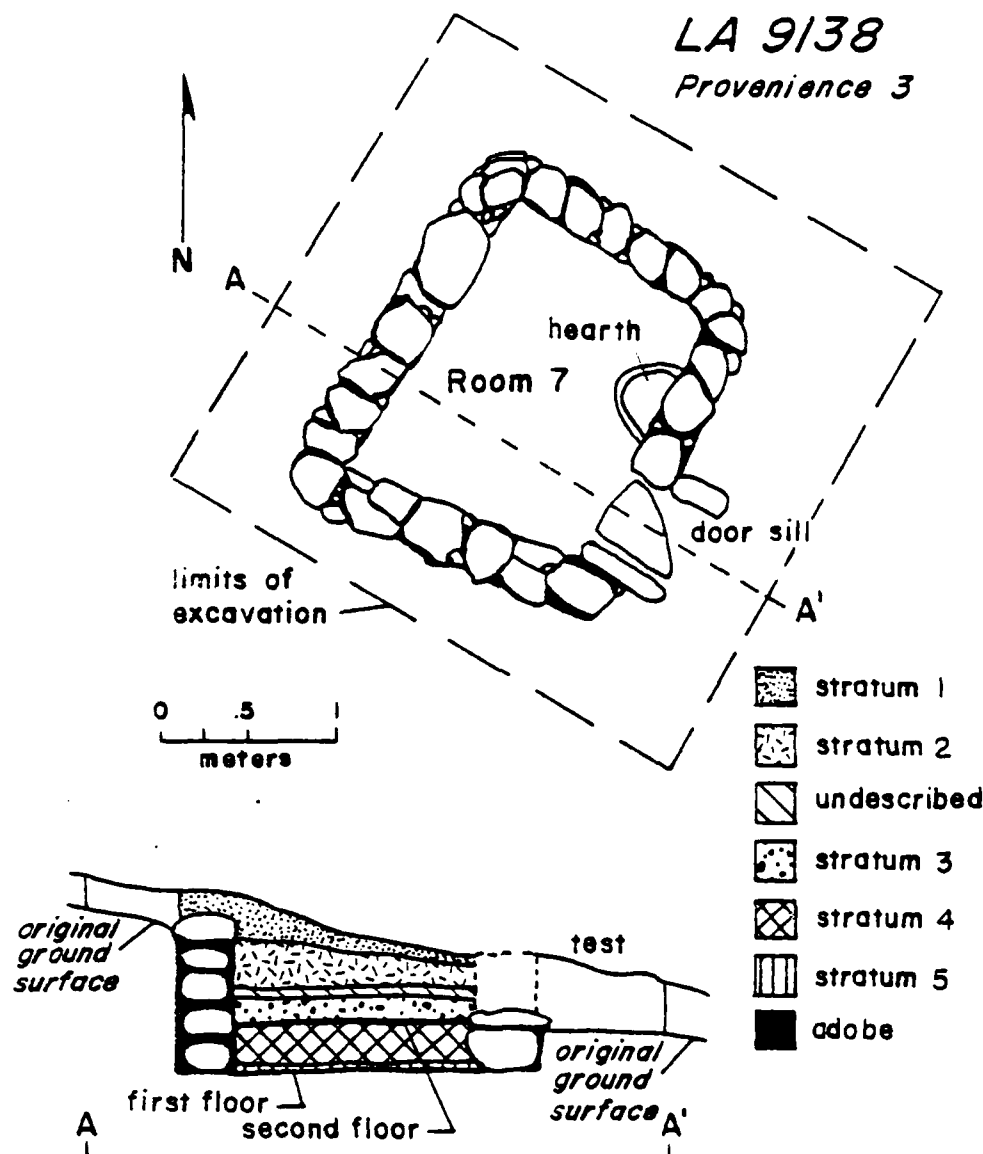 LA 9138
Provenience 3
N
A
hearth
Room 7
door sill
limits of
excavation
A'
0 .5 1
meters
stratum 1
stratum 2
undescribed
stratum 3
stratum 4
stratum 5
adobe
original
ground
surface
test
original
ground
surface
first floor
second floor
A
A'